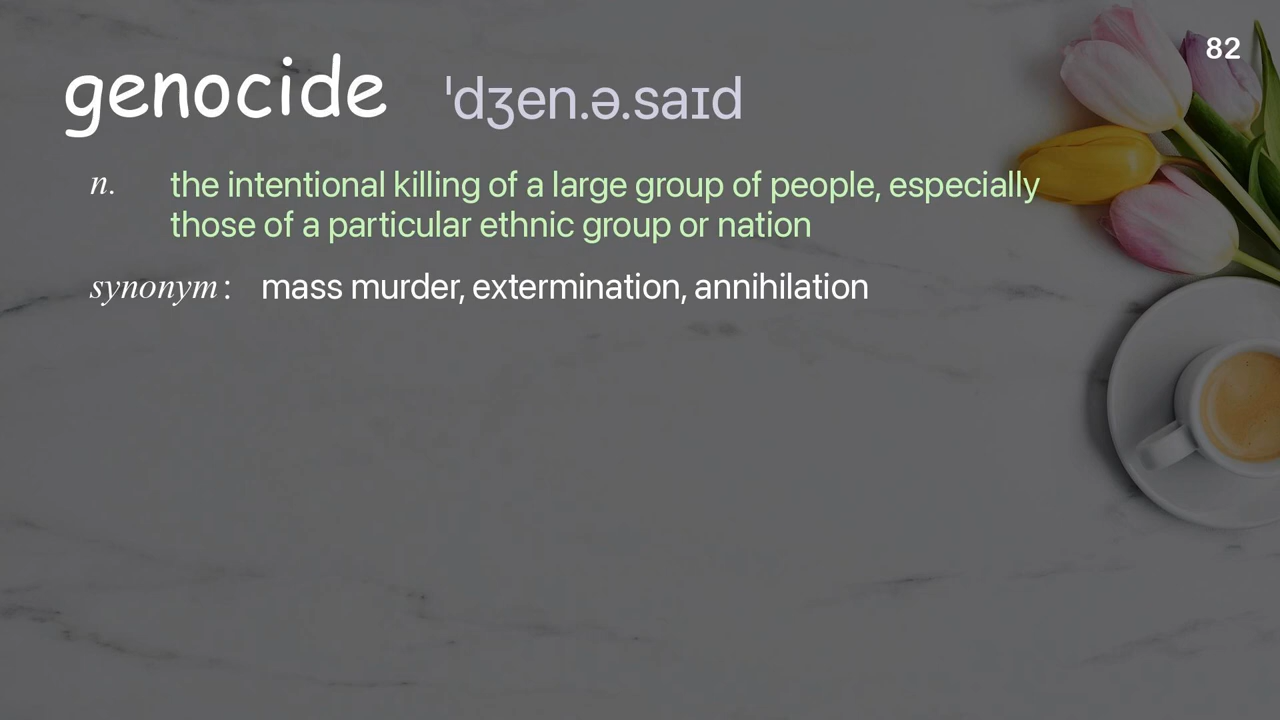 82
genocide ˈdʒen.ə.saɪd
n. the intentional killing of a large group of people, especially
those of a particular ethnic group or nation
synonym: mass murder, extermination, annihilation